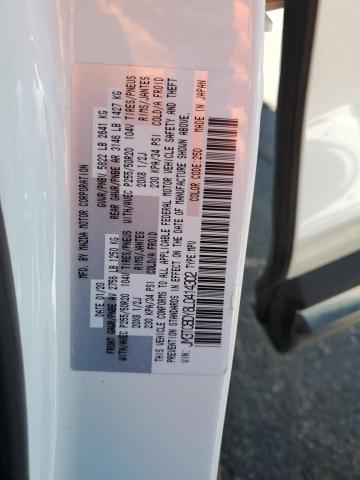 MFD. BY MAZDA MOTOR CORPORATION
DATE 01/20 GVWR/PNBV 5822 LB 2641 KG
FRONT GAWR/PNBE AV 2756 LB 1250 KG REAR GAWR/PNBE AR 3146 LB 1427 KG
WITH/AVEC P255/50R20 104V TIRES/PNEUS WITH/AVEC P255/50R20 104V TIRES/PNEUS
20X8 1/2J RIMS/JANTES 20X8 1/2J RIMS/JANTES
230 KPA/34 PSI COLD/A FROID 230 KPA/34 PSI COLD/A FROID
THIS VEHICLE CONFORMS TO ALL APPLICABLE FEDERAL MOTOR VEHICLE SAFETY AND THEFT
PREVENTION STANDARDS IN EFFECT ON THE DATE OF MANUFACTURE SHOWN ABOVE.
MADE IN JAPAN
TYPE:MPV COLOR CODE:25D